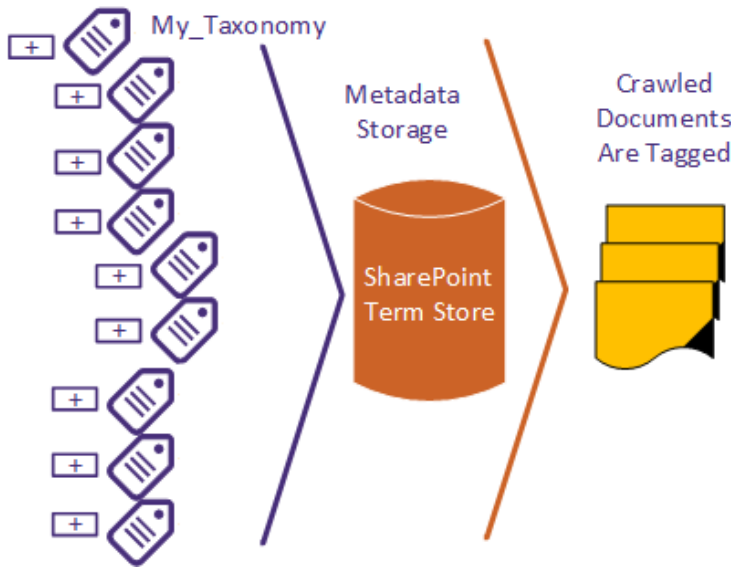 My_Taxonomy
+
+
+
+
+
+
+
+
+
Metadata
Storage
SharePoint
Term Store
Crawled
Documents
Are Tagged